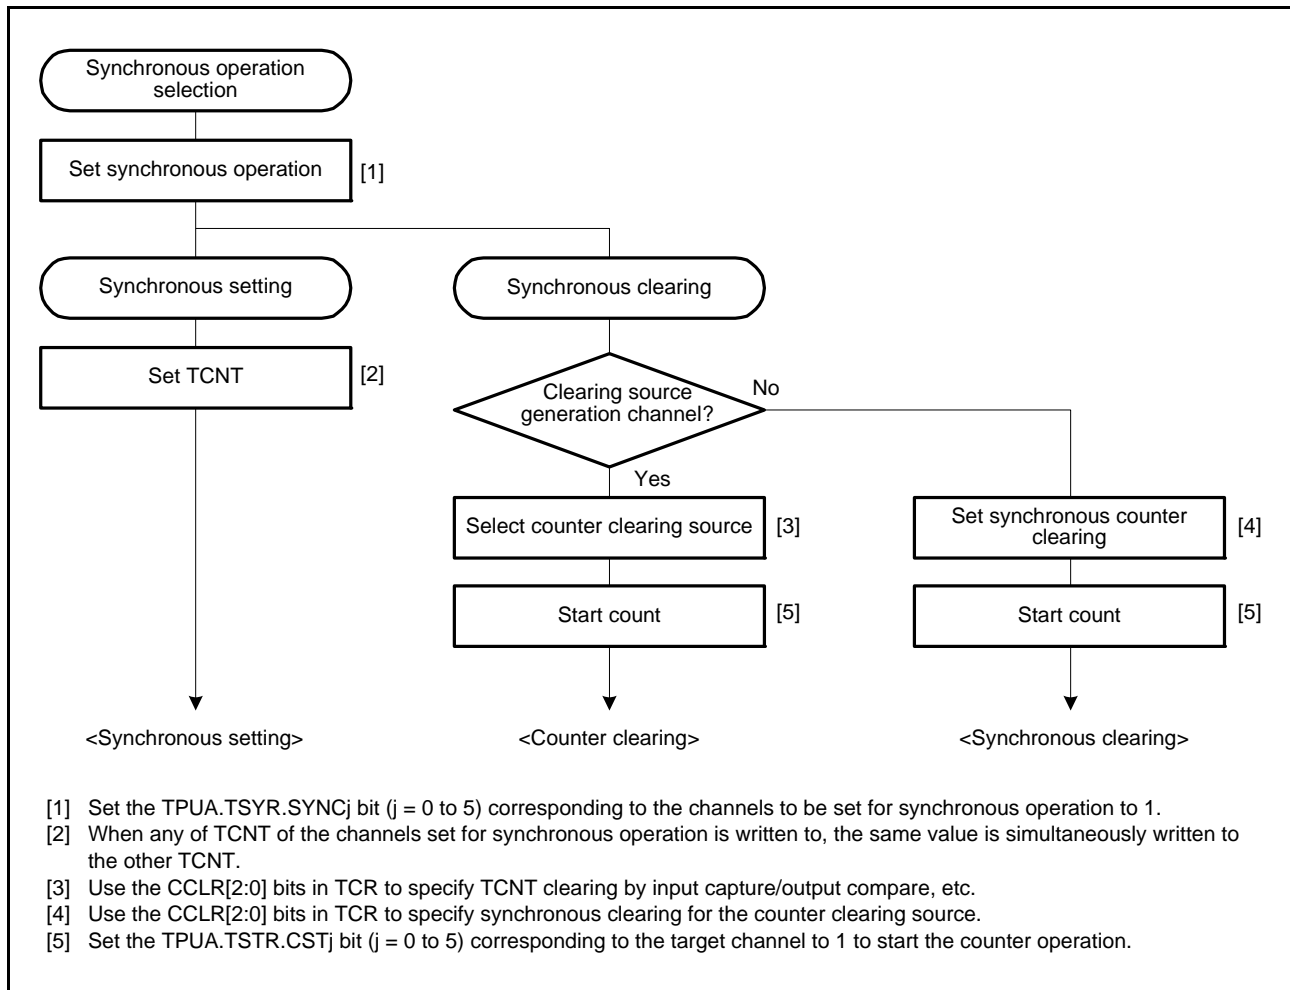 Synchronous operation
selection
Set synchronous operation
[1]
Synchronous setting
Synchronous clearing
Set TCNT
[2]
Clearing source
generation channel?
No
Yes
Select counter clearing source
[3]
Set synchronous counter
clearing
[4]
Start count
[5]
Start count
[5]
<Synchronous setting>
<Counter clearing>
<Synchronous clearing>
[1] Set the TPUA.TSYR.SYNCj bit (j = 0 to 5) corresponding to the channels to be set for synchronous operation to 1.
[2] When any of TCNT of the channels set for synchronous operation is written to, the same value is simultaneously written to
the other TCNT.
[3] Use the CCLR[2:0] bits in TCR to specify TCNT clearing by input capture/output compare, etc.
[4] Use the CCLR[2:0] bits in TCR to specify synchronous clearing for the counter clearing source.
[5] Set the TPUA.TSTR.CSTj bit (j = 0 to 5) corresponding to the target channel to 1 to start the counter operation.